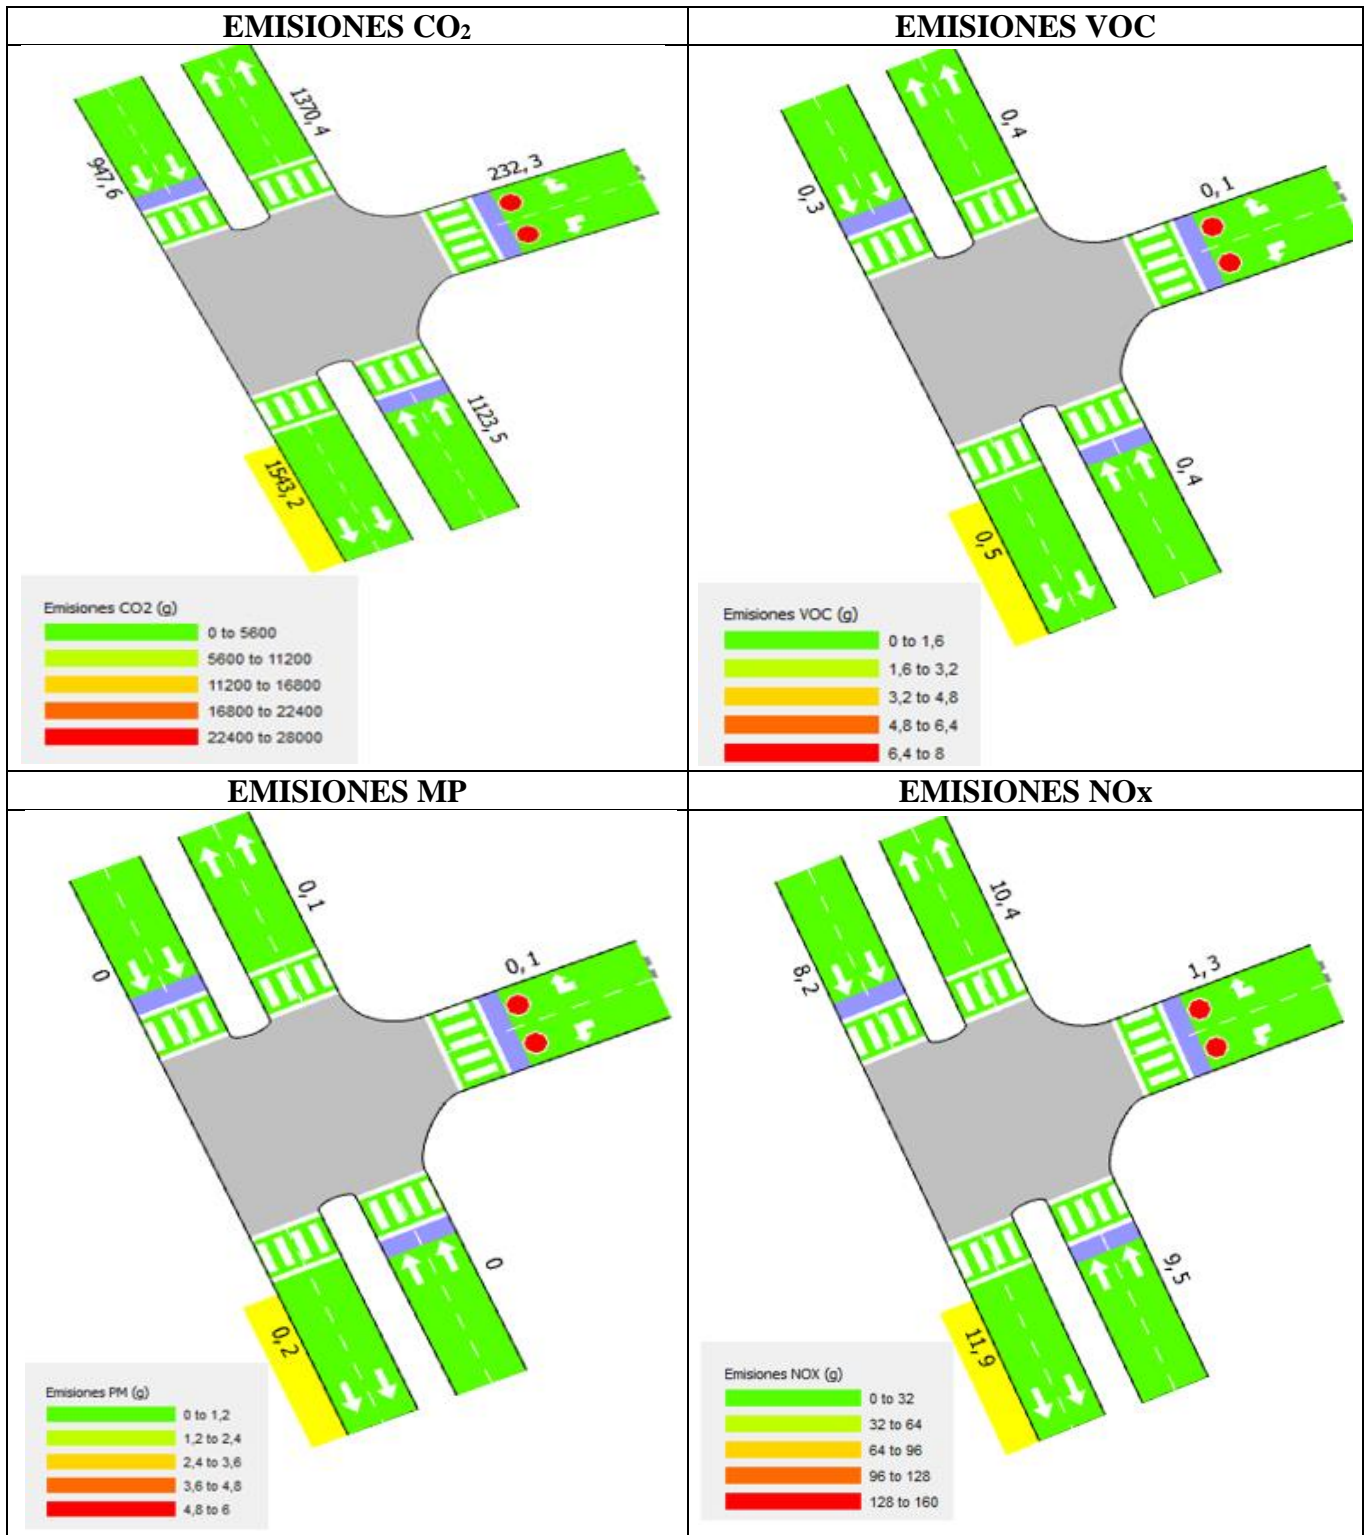 EMISIONES CO₂
1370,4
947,6
232,3
1123,5
1543,2
Emisiones CO2 (g)
0 to 5600
5600 to 11200
11200 to 16800
16800 to 22400
22400 to 28000
EMISIONES VOC
0,4
0,3
0,1
0,4
0,5
Emisiones VOC (g)
0 to 1,6
1,6 to 3,2
3,2 to 4,8
4,8 to 6,4
6,4 to 8
EMISIONES MP
0,1
0
0,1
0
0,2
Emisiones PM (g)
0 to 1,2
1,2 to 2,4
2,4 to 3,6
3,6 to 4,8
4,8 to 6
EMISIONES NOx
10,4
8,2
1,3
9,5
11,9
Emisiones NOX (g)
0 to 32
32 to 64
64 to 96
96 to 128
128 to 160